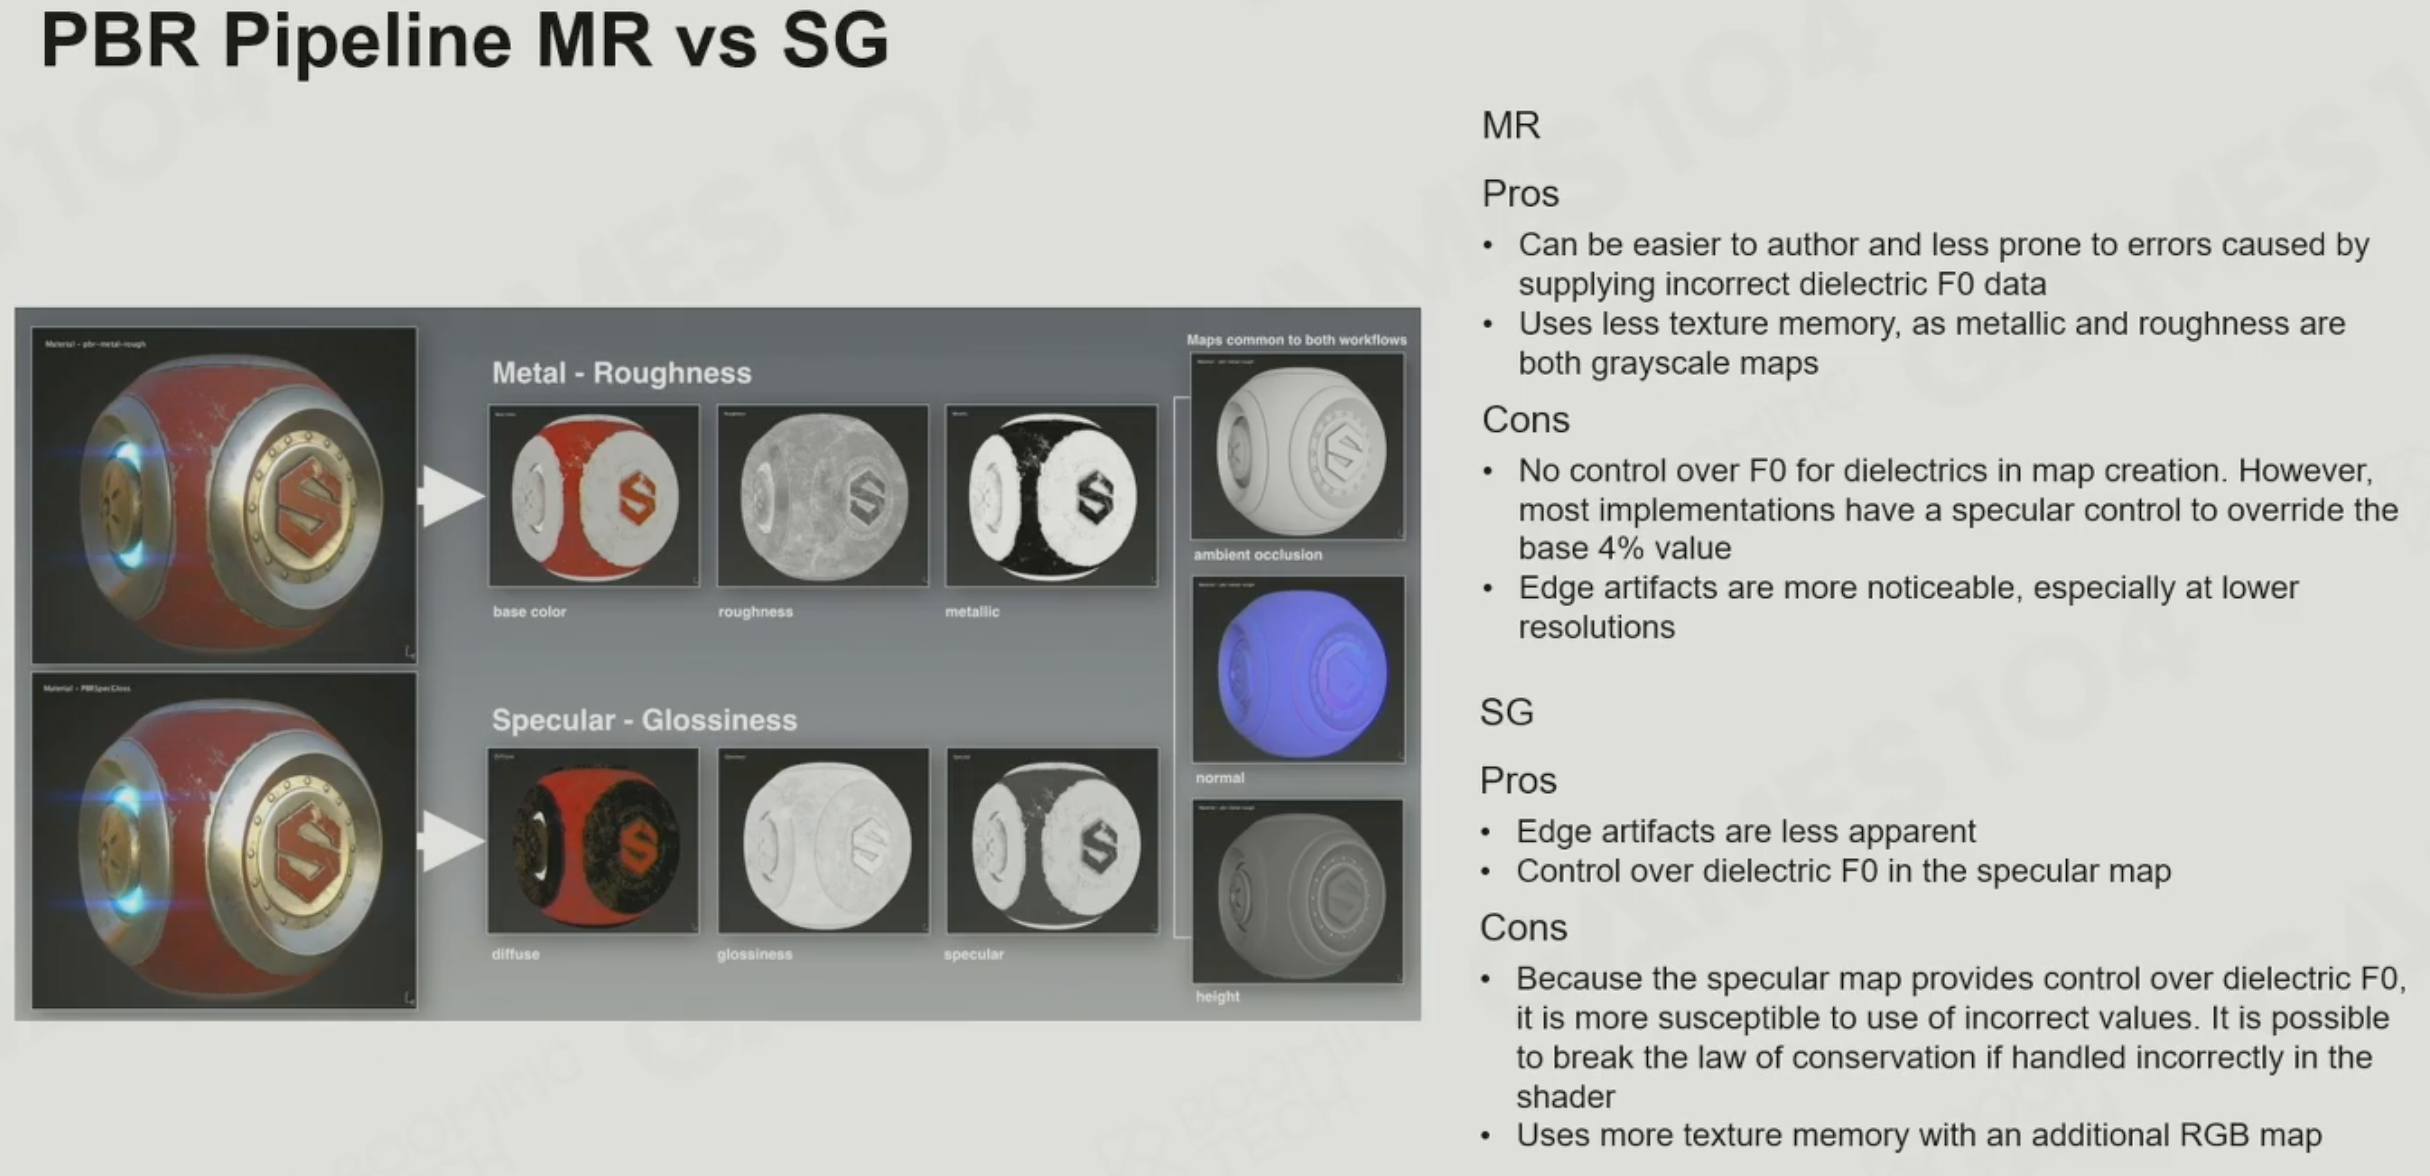 PBR Pipeline MR vs SG
MR
Pros
• Can be easier to author and less prone to errors caused by
supplying incorrect dielectric F0 data
• Uses less texture memory, as metallic and roughness are
both grayscale maps
Cons
• No control over F0 for dielectrics in map creation. However,
most implementations have a specular control to override the
base 4% value
• Edge artifacts are more noticeable, especially at lower
resolutions
SG
Pros
• Edge artifacts are less apparent
• Control over dielectric F0 in the specular map
Cons
• Because the specular map provides control over dielectric F0,
it is more susceptible to use of incorrect values. It is possible
to break the law of conservation if handled incorrectly in the
shader
• Uses more texture memory with an additional RGB map
Material - pbr-metal-rough
Metal - Roughness
base color
roughness
metallic
Material - PBRSpecGloss
Specular - Glossiness
diffuse
glossiness
specular
Maps common to both workflows
ambient occlusion
normal
height
GAMES 104
BOOMING
TECH